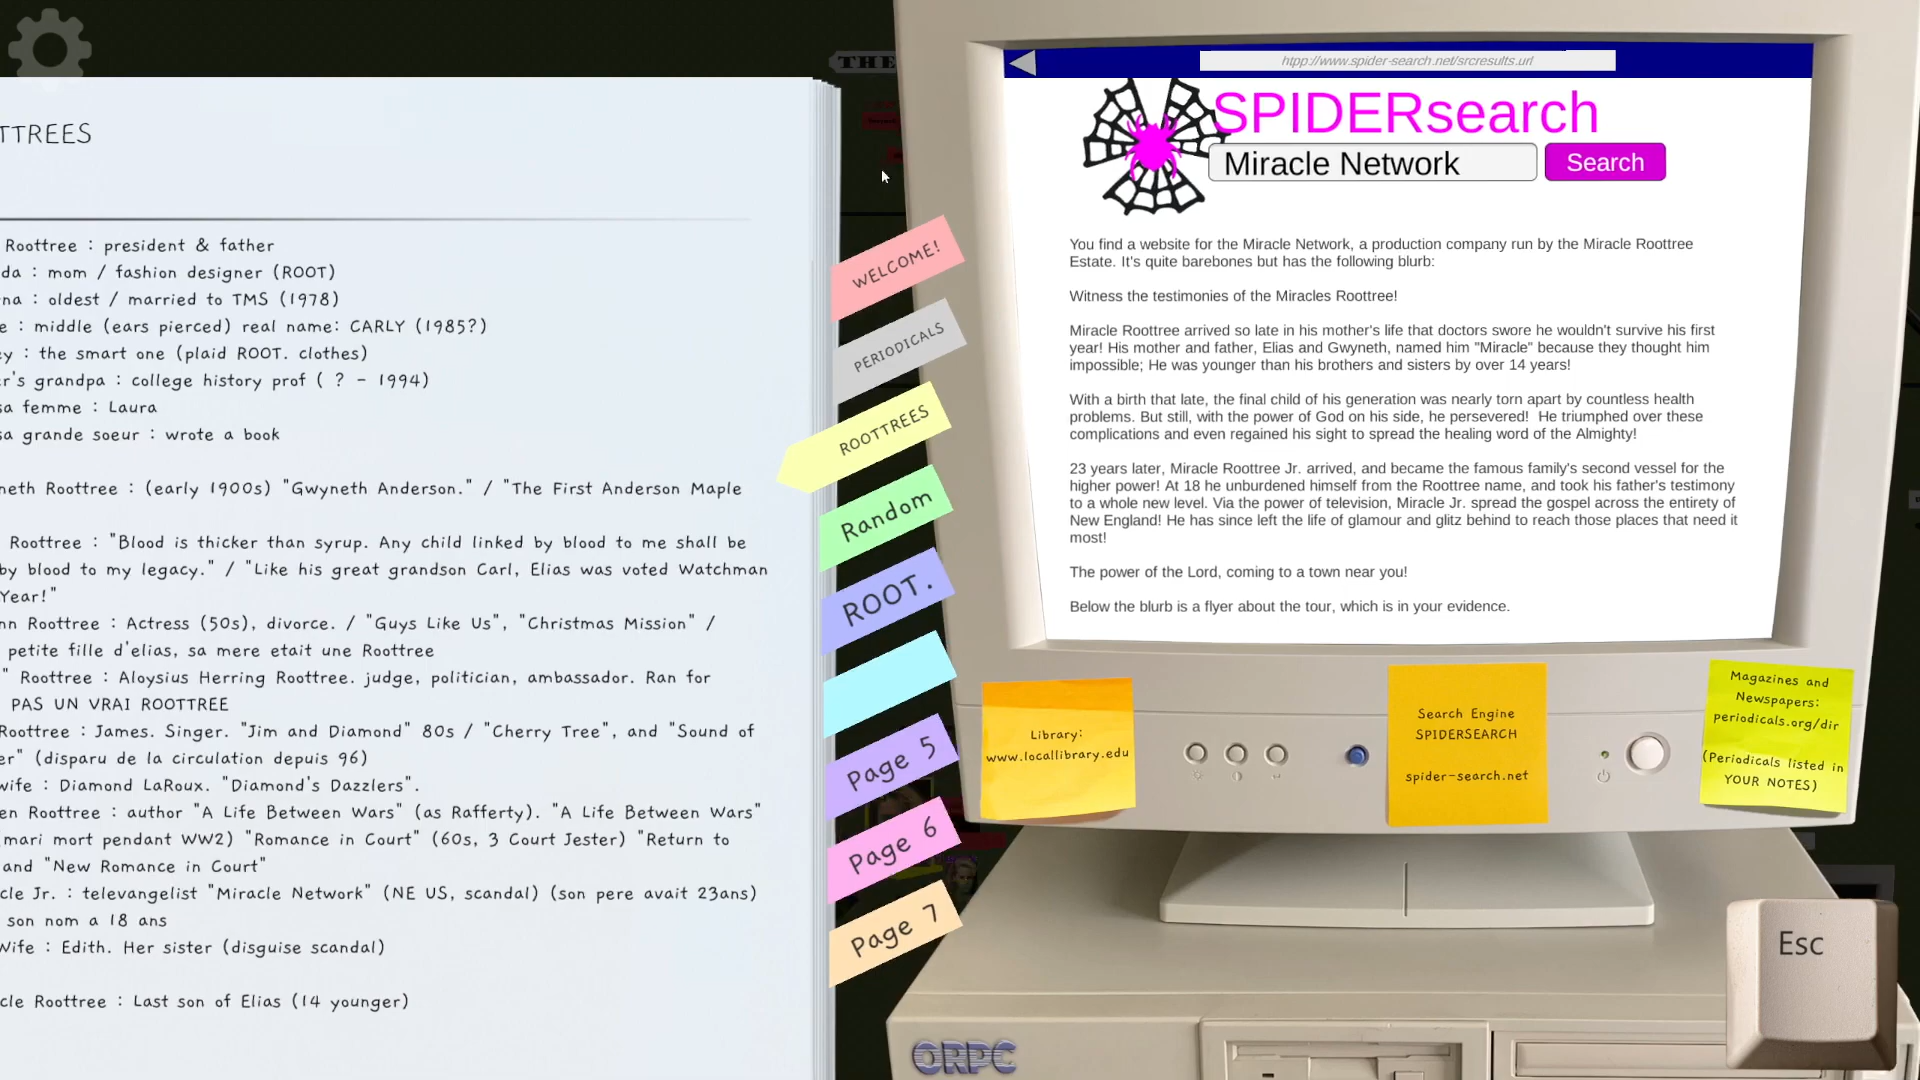 THE
TTREES
Roottree : president & father
da : mom / fashion designer (ROOT)
na : oldest / married to TMS (1978)
e : middle (ears pierced) real name: CARLY (1985?)
ey : the smart one (plaid ROOT. clothes)
r's grandpa : college history prof ( ? - 1994)
sa femme : Laura
sa grande soeur : wrote a book
neth Roottree : (early 1900s) "Gwyneth Anderson." / "The First Anderson Maple
Roottree : "Blood is thicker than syrup. Any child linked by blood to me shall be
by blood to my legacy." / "Like his great grandson Carl, Elias was voted Watchman
Year!"
nn Roottree : Actress (50s), divorce. / "Guys Like Us", "Christmas Mission" /
petite fille d'elias, sa mere etait une Roottree
" Roottree : Aloysius Herring Roottree. judge, politician, ambassador. Ran for
PAS UN VRAI ROOTTREE
Roottree : James. Singer. "Jim and Diamond" 80s / "Cherry Tree", and "Sound of
er" (disparu de la circulation depuis 96)
wife : Diamond LaRoux. "Diamond's Dazzlers".
en Roottree : author "A Life Between Wars" (as Rafferty). "A Life Between Wars"
mari mort pendant WW2) "Romance in Court" (60s, 3 Court Jester) "Return to
and "New Romance in Court"
cle Jr. : televangelist "Miracle Network" (NE US, scandal) (son pere avait 23ans)
son nom a 18 ans
Wife : Edith. Her sister (disguise scandal)
cle Roottree : Last son of Elias (14 younger)
WELCOME!
PERIODICALS
ROOTTREES
Random
ROOT.
Page 5
Page 6
Page 7
htpp://www.spider-search.net/srcresults.url
SPIDERsearch
Miracle Network
Search
You find a website for the Miracle Network, a production company run by the Miracle Roottree
Estate. It's quite barebones but has the following blurb:
Witness the testimonies of the Miracles Roottree!
Miracle Roottree arrived so late in his mother's life that doctors swore he wouldn't survive his first
year! His mother and father, Elias and Gwyneth, named him "Miracle" because they thought him
impossible; He was younger than his brothers and sisters by over 14 years!
With a birth that late, the final child of his generation was nearly torn apart by countless health
problems. But still, with the power of God on his side, he persevered!  He triumphed over these
complications and even regained his sight to spread the healing word of the Almighty!
23 years later, Miracle Roottree Jr. arrived, and became the famous family's second vessel for the
higher power! At 18 he unburdened himself from the Roottree name, and took his father's testimony
to a whole new level. Via the power of television, Miracle Jr. spread the gospel across the entirety of
New England! He has since left the life of glamour and glitz behind to reach those places that need it
most!
The power of the Lord, coming to a town near you!
Below the blurb is a flyer about the tour, which is in your evidence.
Library:
www.locallibrary.edu
Search Engine
SPIDERSEARCH
spider-search.net
Magazines and
Newspapers:
periodicals.org/dir
(Periodicals listed in
YOUR NOTES)
Esc
ORPC